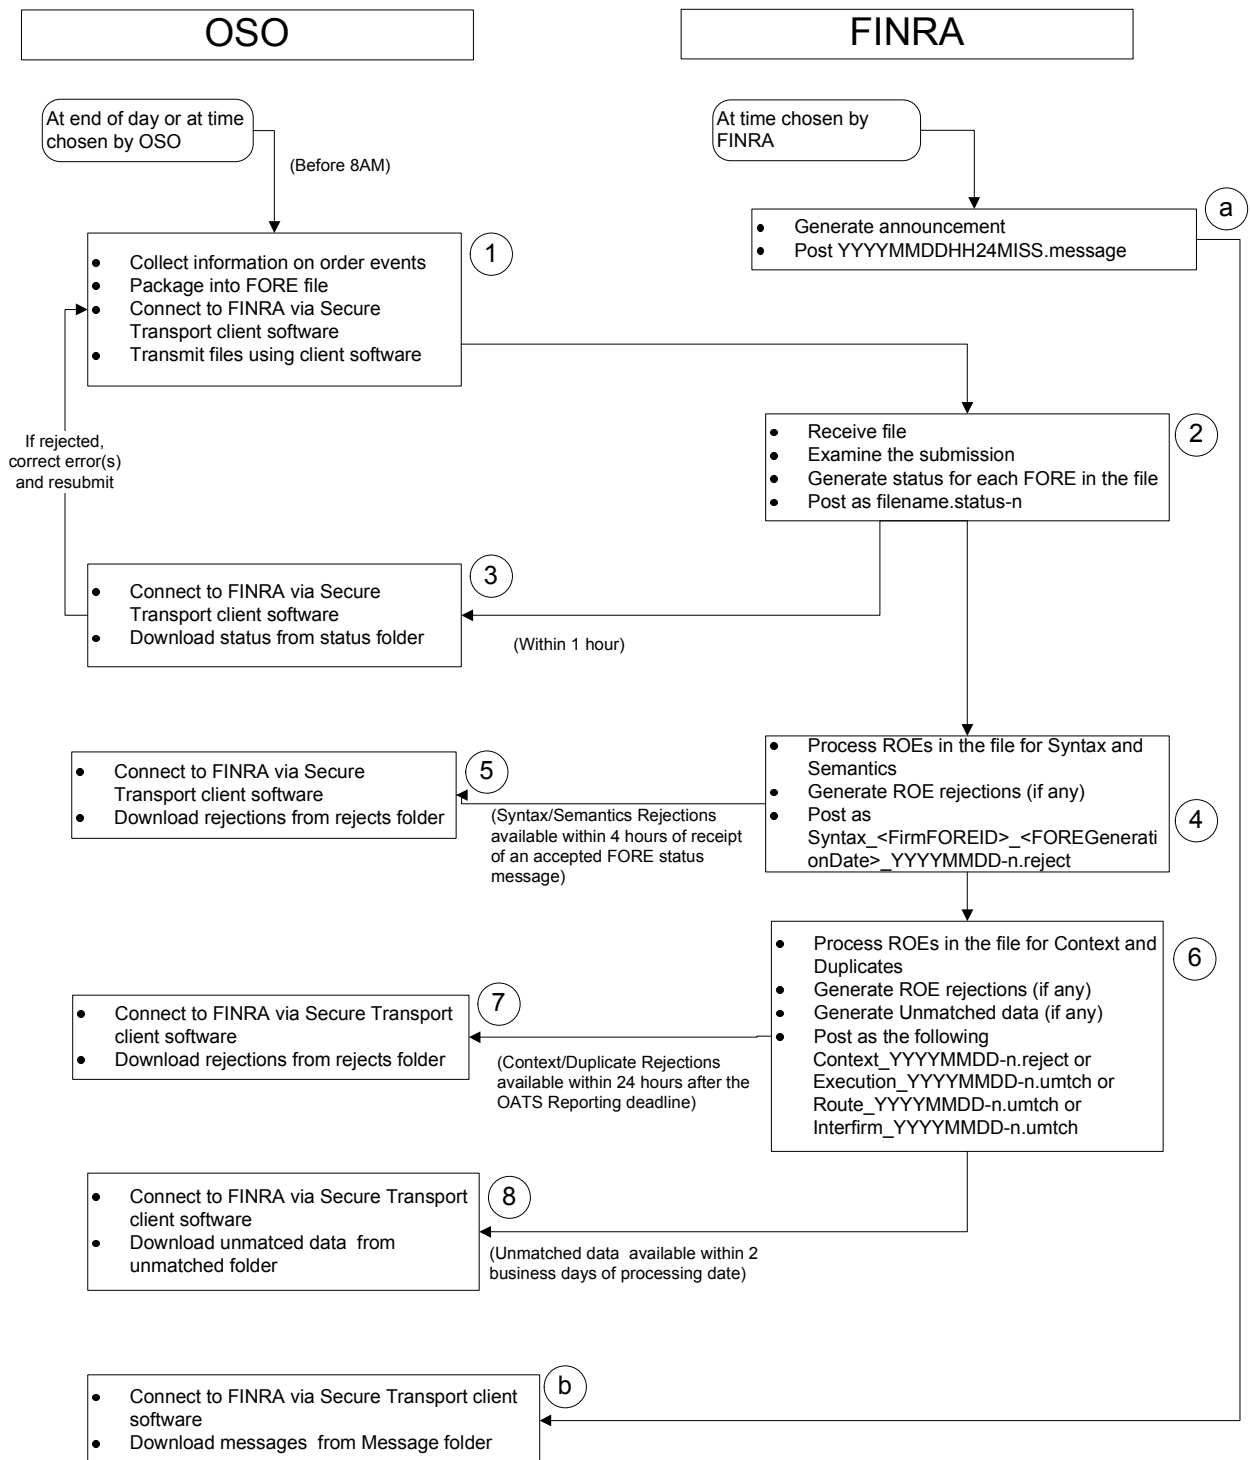 OSO
FINRA
At end of day or at time
chosen by OSO
At time chosen by
FINRA
(Before 8AM)
a
• Generate announcement
• Post YYYYMMDDHH24MISS.message
1
• Collect information on order events
• Package into FORE file
• Connect to FINRA via Secure
Transport client software
• Transmit files using client software
2
• Receive file
• Examine the submission
• Generate status for each FORE in the file
• Post as filename.status-n
If rejected,
correct error(s)
and resubmit
3
• Connect to FINRA via Secure
Transport client software
• Download status from status folder
(Within 1 hour)
4
• Process ROEs in the file for Syntax and
Semantics
• Generate ROE rejections (if any)
• Post as
Syntax_<FirmFOREID>_<FOREGenerati
onDate>_YYYYMMDD-n.reject
5
• Connect to FINRA via Secure
Transport client software
• Download rejections from rejects folder
(Syntax/Semantics Rejections
available within 4 hours of receipt
of an accepted FORE status
message)
6
• Process ROEs in the file for Context and
Duplicates
• Generate ROE rejections (if any)
• Generate Unmatched data (if any)
• Post as the following
Context_YYYYMMDD-n.reject or
Execution_YYYYMMDD-n.umtch or
Route_YYYYMMDD-n.umtch or
Interfirm_YYYYMMDD-n.umtch
7
• Connect to FINRA via Secure Transport
client software
• Download rejections from rejects folder
(Context/Duplicate Rejections
available within 24 hours after the
OATS Reporting deadline)
8
• Connect to FINRA via Secure Transport
client software
• Download unmatced data from
unmatched folder
(Unmatched data available within 2
business days of processing date)
b
• Connect to FINRA via Secure Transport client
software
• Download messages from Message folder